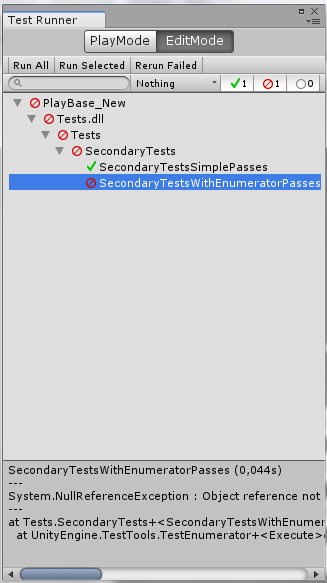 Test Runner
PlayMode EditMode
Run All Run Selected Rerun Failed
Nothing 1 1 0
PlayBase_New
Tests.dll
Tests
SecondaryTests
SecondaryTestsSimplePasses
SecondaryTestsWithEnumeratorPasses
SecondaryTestsWithEnumeratorPasses (0,044s)
---
System.NullReferenceException : Object reference not
---
at Tests.SecondaryTests+<SecondaryTestsWithEnumer
at UnityEngine.TestTools.TestEnumerator+<Execute>